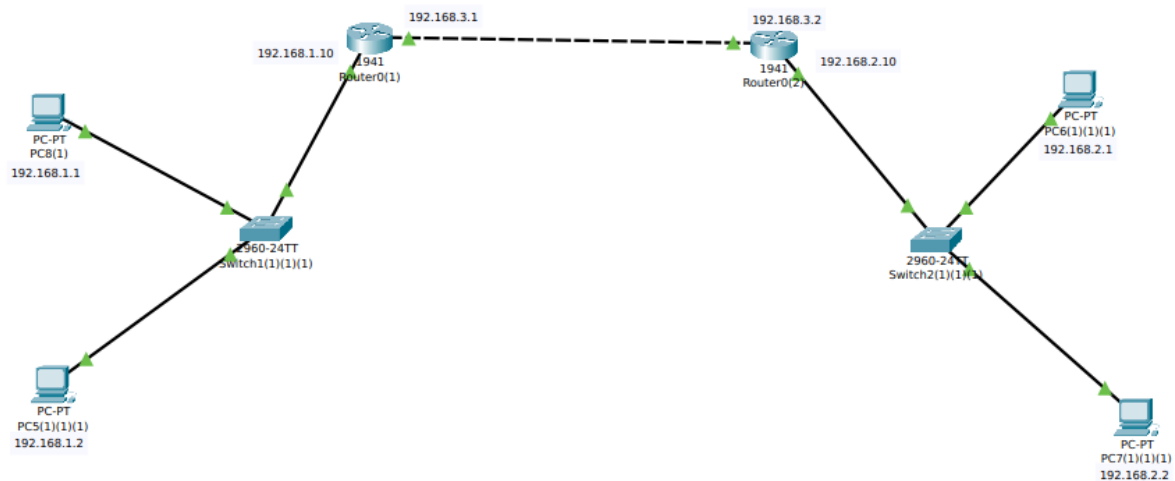 192.168.3.1
192.168.3.2
192.168.1.10
1941
Router0(1)
1941
Router0(2)
192.168.2.10
PC-PT
PC8(1)
192.168.1.1
PC-PT
PC6(1)(1)(1)
192.168.2.1
2960-24TT
Switch1(1)(1)(1)
2960-24TT
Switch2(1)(1)(1)
PC-PT
PC5(1)(1)(1)
192.168.1.2
PC-PT
PC7(1)(1)(1)
192.168.2.2